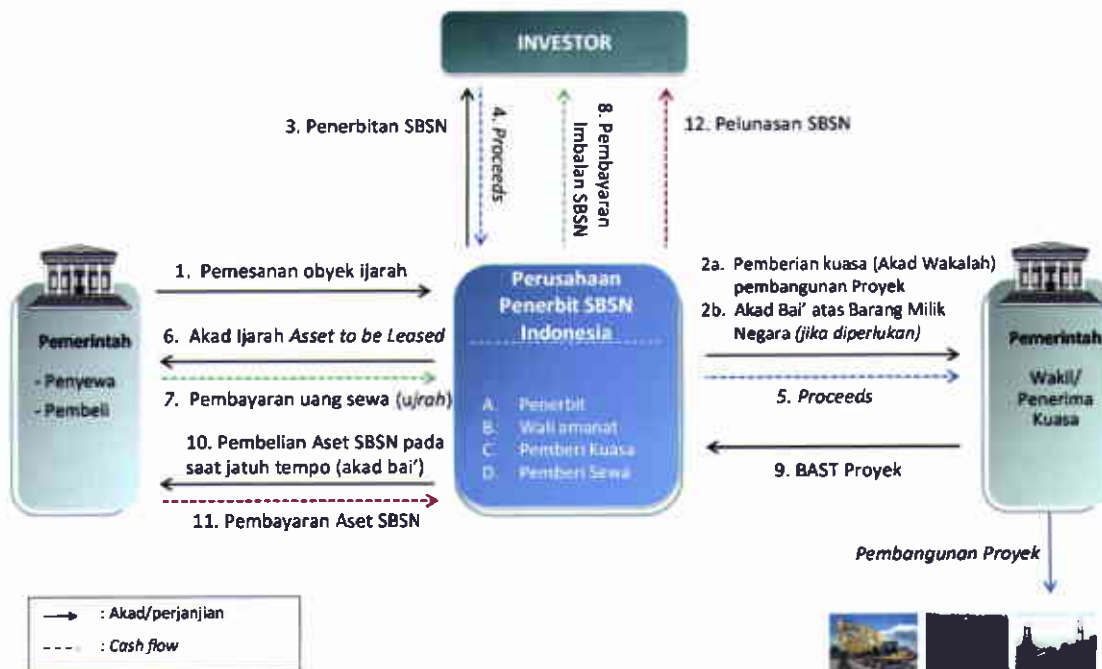 INVESTOR
3. Penerbitan SBSN
4. Proceeds
8. Pembayaran
Imbalan SBSN
12. Pelunasan SBSN
Pemerintah
- Penyewa
- Pembeli
1. Pemesanan obyek ijarah
6. Akad Ijarah Asset to be Leased
7. Pembayaran uang sewa (ujrah)
10. Pembelian Aset SBSN pada
saat jatuh tempo (akad bai’)
11. Pembayaran Aset SBSN
Perusahaan
Penerbit SBSN
Indonesia
A. Penerbit
B. Wali amanat
C. Pemberi Kuasa
D. Pemberi Sewa
2a. Pemberian kuasa (Akad Wakalah)
pembangunan Proyek
2b. Akad Bai’ atas Barang Milik
Negara (jika diperlukan)
5. Proceeds
9. BAST Proyek
Pemerintah
Wakil/
Penerima
Kuasa
Pembangunan Proyek
: Akad/perjanjian
: Cash flow